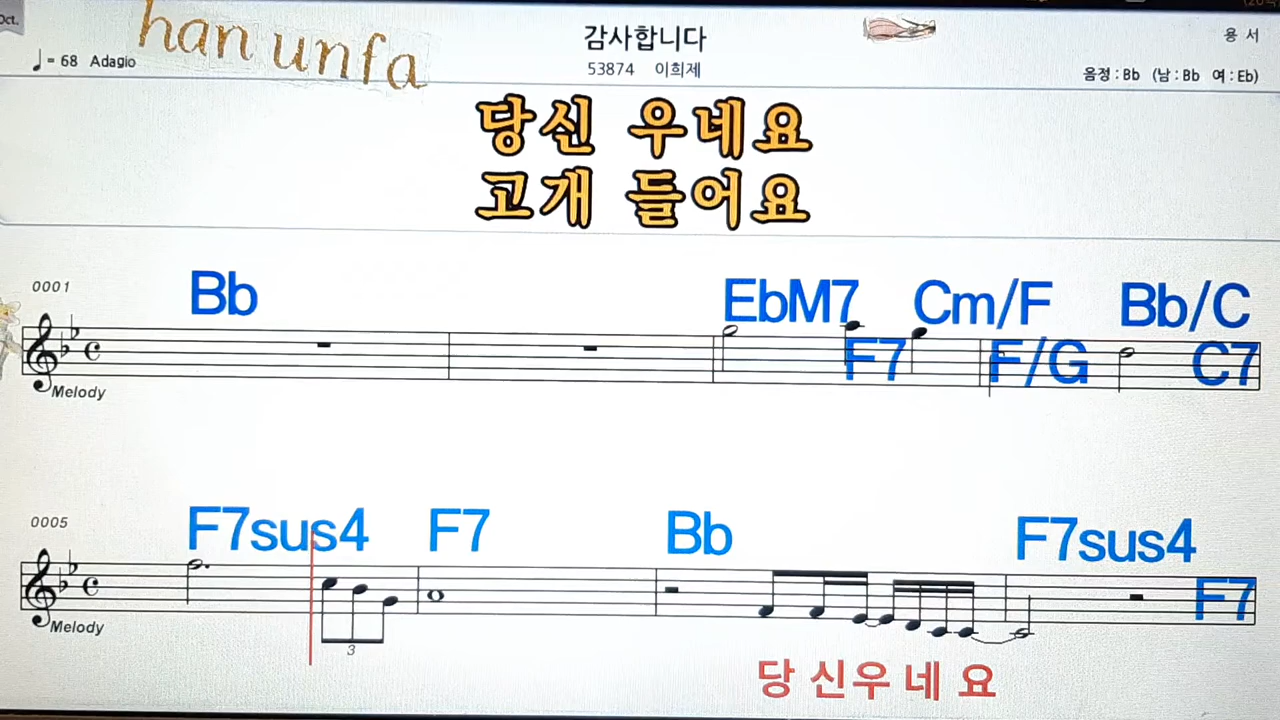 Oct.
han unfa
감사합니다
용 서
♩= 68 Adagio
53874 이희제
음정 : Bb (남 : Bb 여 : Eb)
당신 우네요
고개 들어요
0001
Bb EbM7 F7 Cm/F F/G Bb/C C7
Melody
0005
F7sus4 F7 Bb F7sus4 F7
Melody
3
당 신우 네 요